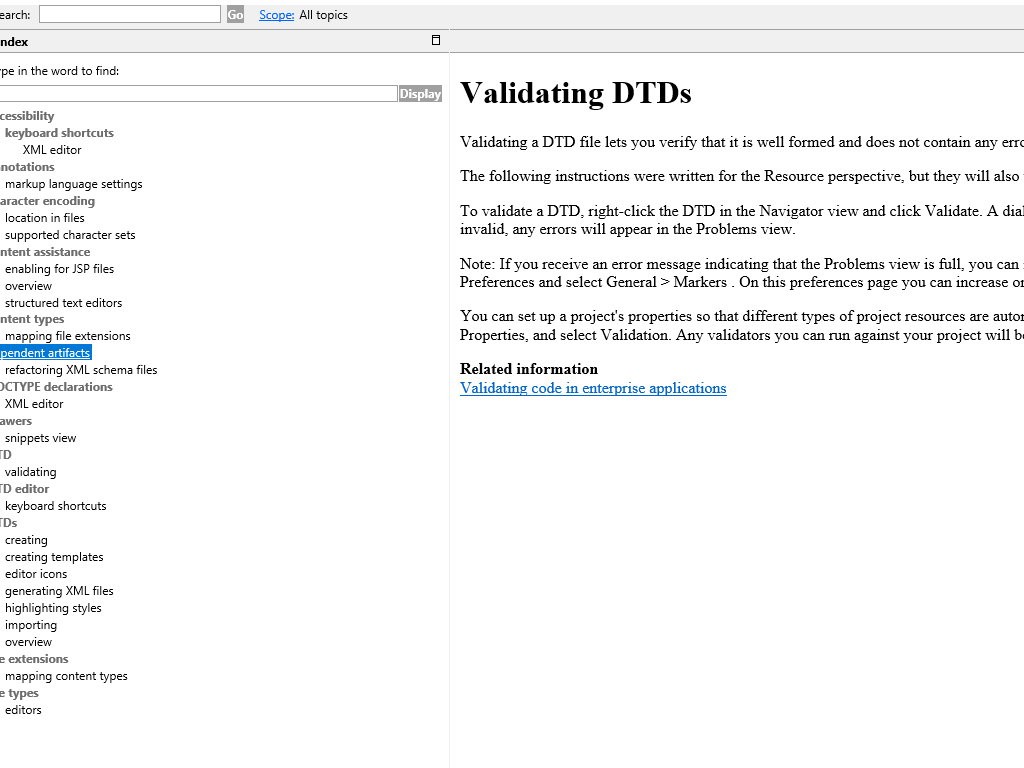 earch: Go Scope: All topics
ndex
ype in the word to find:
Display
cessibility
keyboard shortcuts
XML editor
notations
markup language settings
aracter encoding
location in files
supported character sets
ntent assistance
enabling for JSP files
overview
structured text editors
ntent types
mapping file extensions
pendent artifacts
refactoring XML schema files
OCTYPE declarations
XML editor
awers
snippets view
TD
validating
TD editor
keyboard shortcuts
TDs
creating
creating templates
editor icons
generating XML files
highlighting styles
importing
overview
e extensions
mapping content types
e types
editors
Validating DTDs
Validating a DTD file lets you verify that it is well formed and does not contain any erro
The following instructions were written for the Resource perspective, but they will also
To validate a DTD, right-click the DTD in the Navigator view and click Validate. A dial
invalid, any errors will appear in the Problems view.
Note: If you receive an error message indicating that the Problems view is full, you can
Preferences and select General > Markers . On this preferences page you can increase or
You can set up a project's properties so that different types of project resources are autor
Properties, and select Validation. Any validators you can run against your project will be
Related information
Validating code in enterprise applications